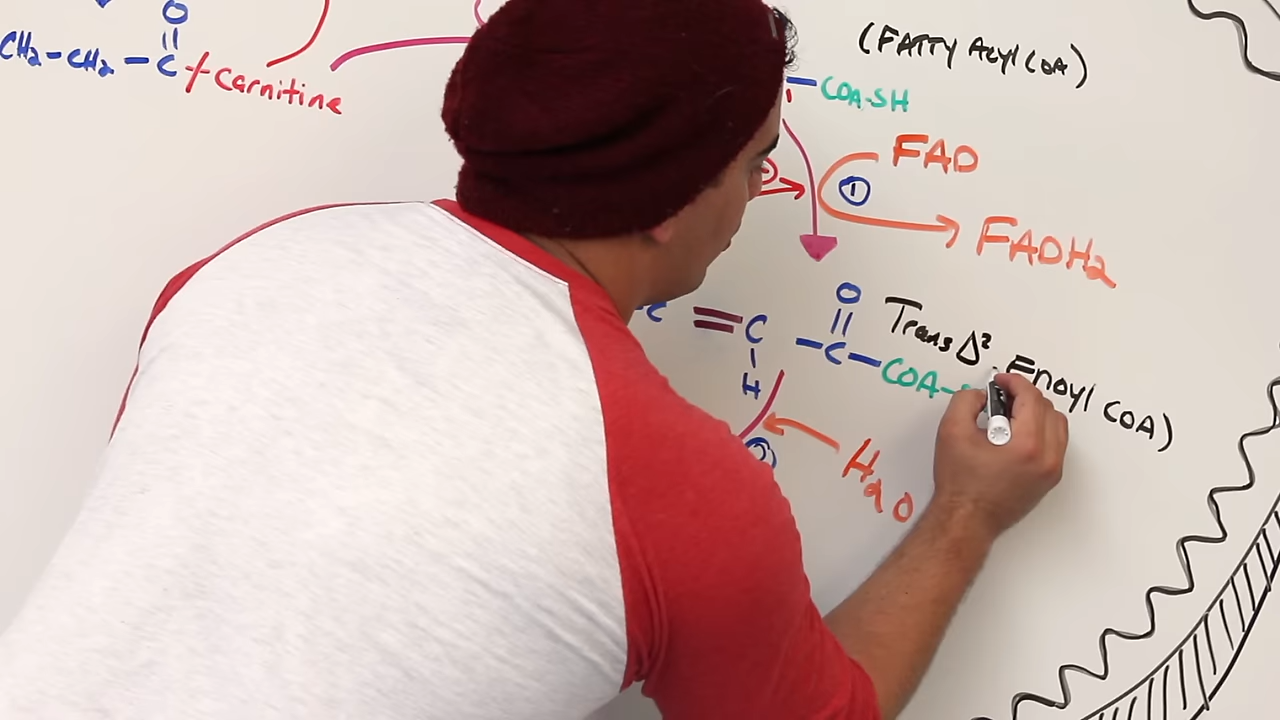 O
||
CH2-CH2-C+Carnitine
(FATTY Acyl COA)
-COA-SH
FAD
①
FADH2
O
||
C=C-C-COA-
|
H
Trans Δ² Enoyl COA)
H2O